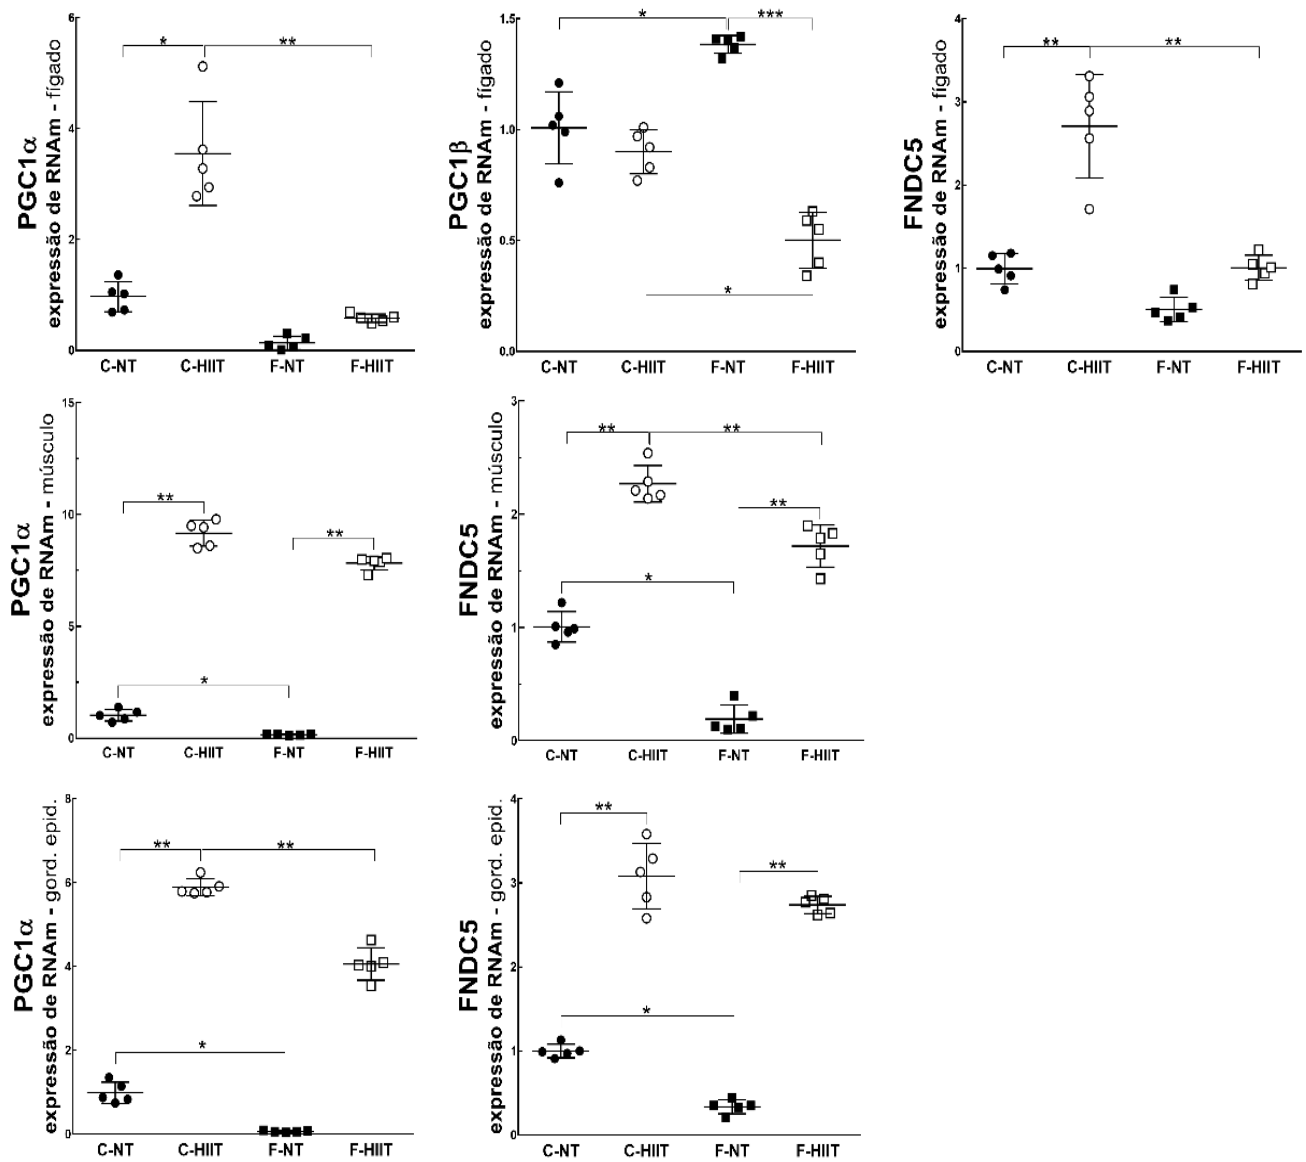 PGC1α
expressão de RNAm - fígado
6
4
2
0
*
**
C-NT
C-HIIT
F-NT
F-HIIT
PGC1β
expressão de RNAm - fígado
1.5
1.0
0.5
0.0
*
***
*
C-NT
C-HIIT
F-NT
F-HIIT
FNDC5
expressão de RNAm - fígado
4
3
2
1
0
**
**
C-NT
C-HIIT
F-NT
F-HIIT
PGC1α
expressão de RNAm - músculo
15
10
5
0
**
**
*
C-NT
C-HIIT
F-NT
F-HIIT
FNDC5
expressão de RNAm - músculo
3
2
1
0
**
**
**
*
C-NT
C-HIIT
F-NT
F-HIIT
PGC1α
expressão de RNAm - gord. epid.
8
6
4
2
0
**
**
*
C-NT
C-HIIT
F-NT
F-HIIT
FNDC5
expressão de RNAm - gord. epid.
4
3
2
1
0
**
**
*
C-NT
C-HIIT
F-NT
F-HIIT